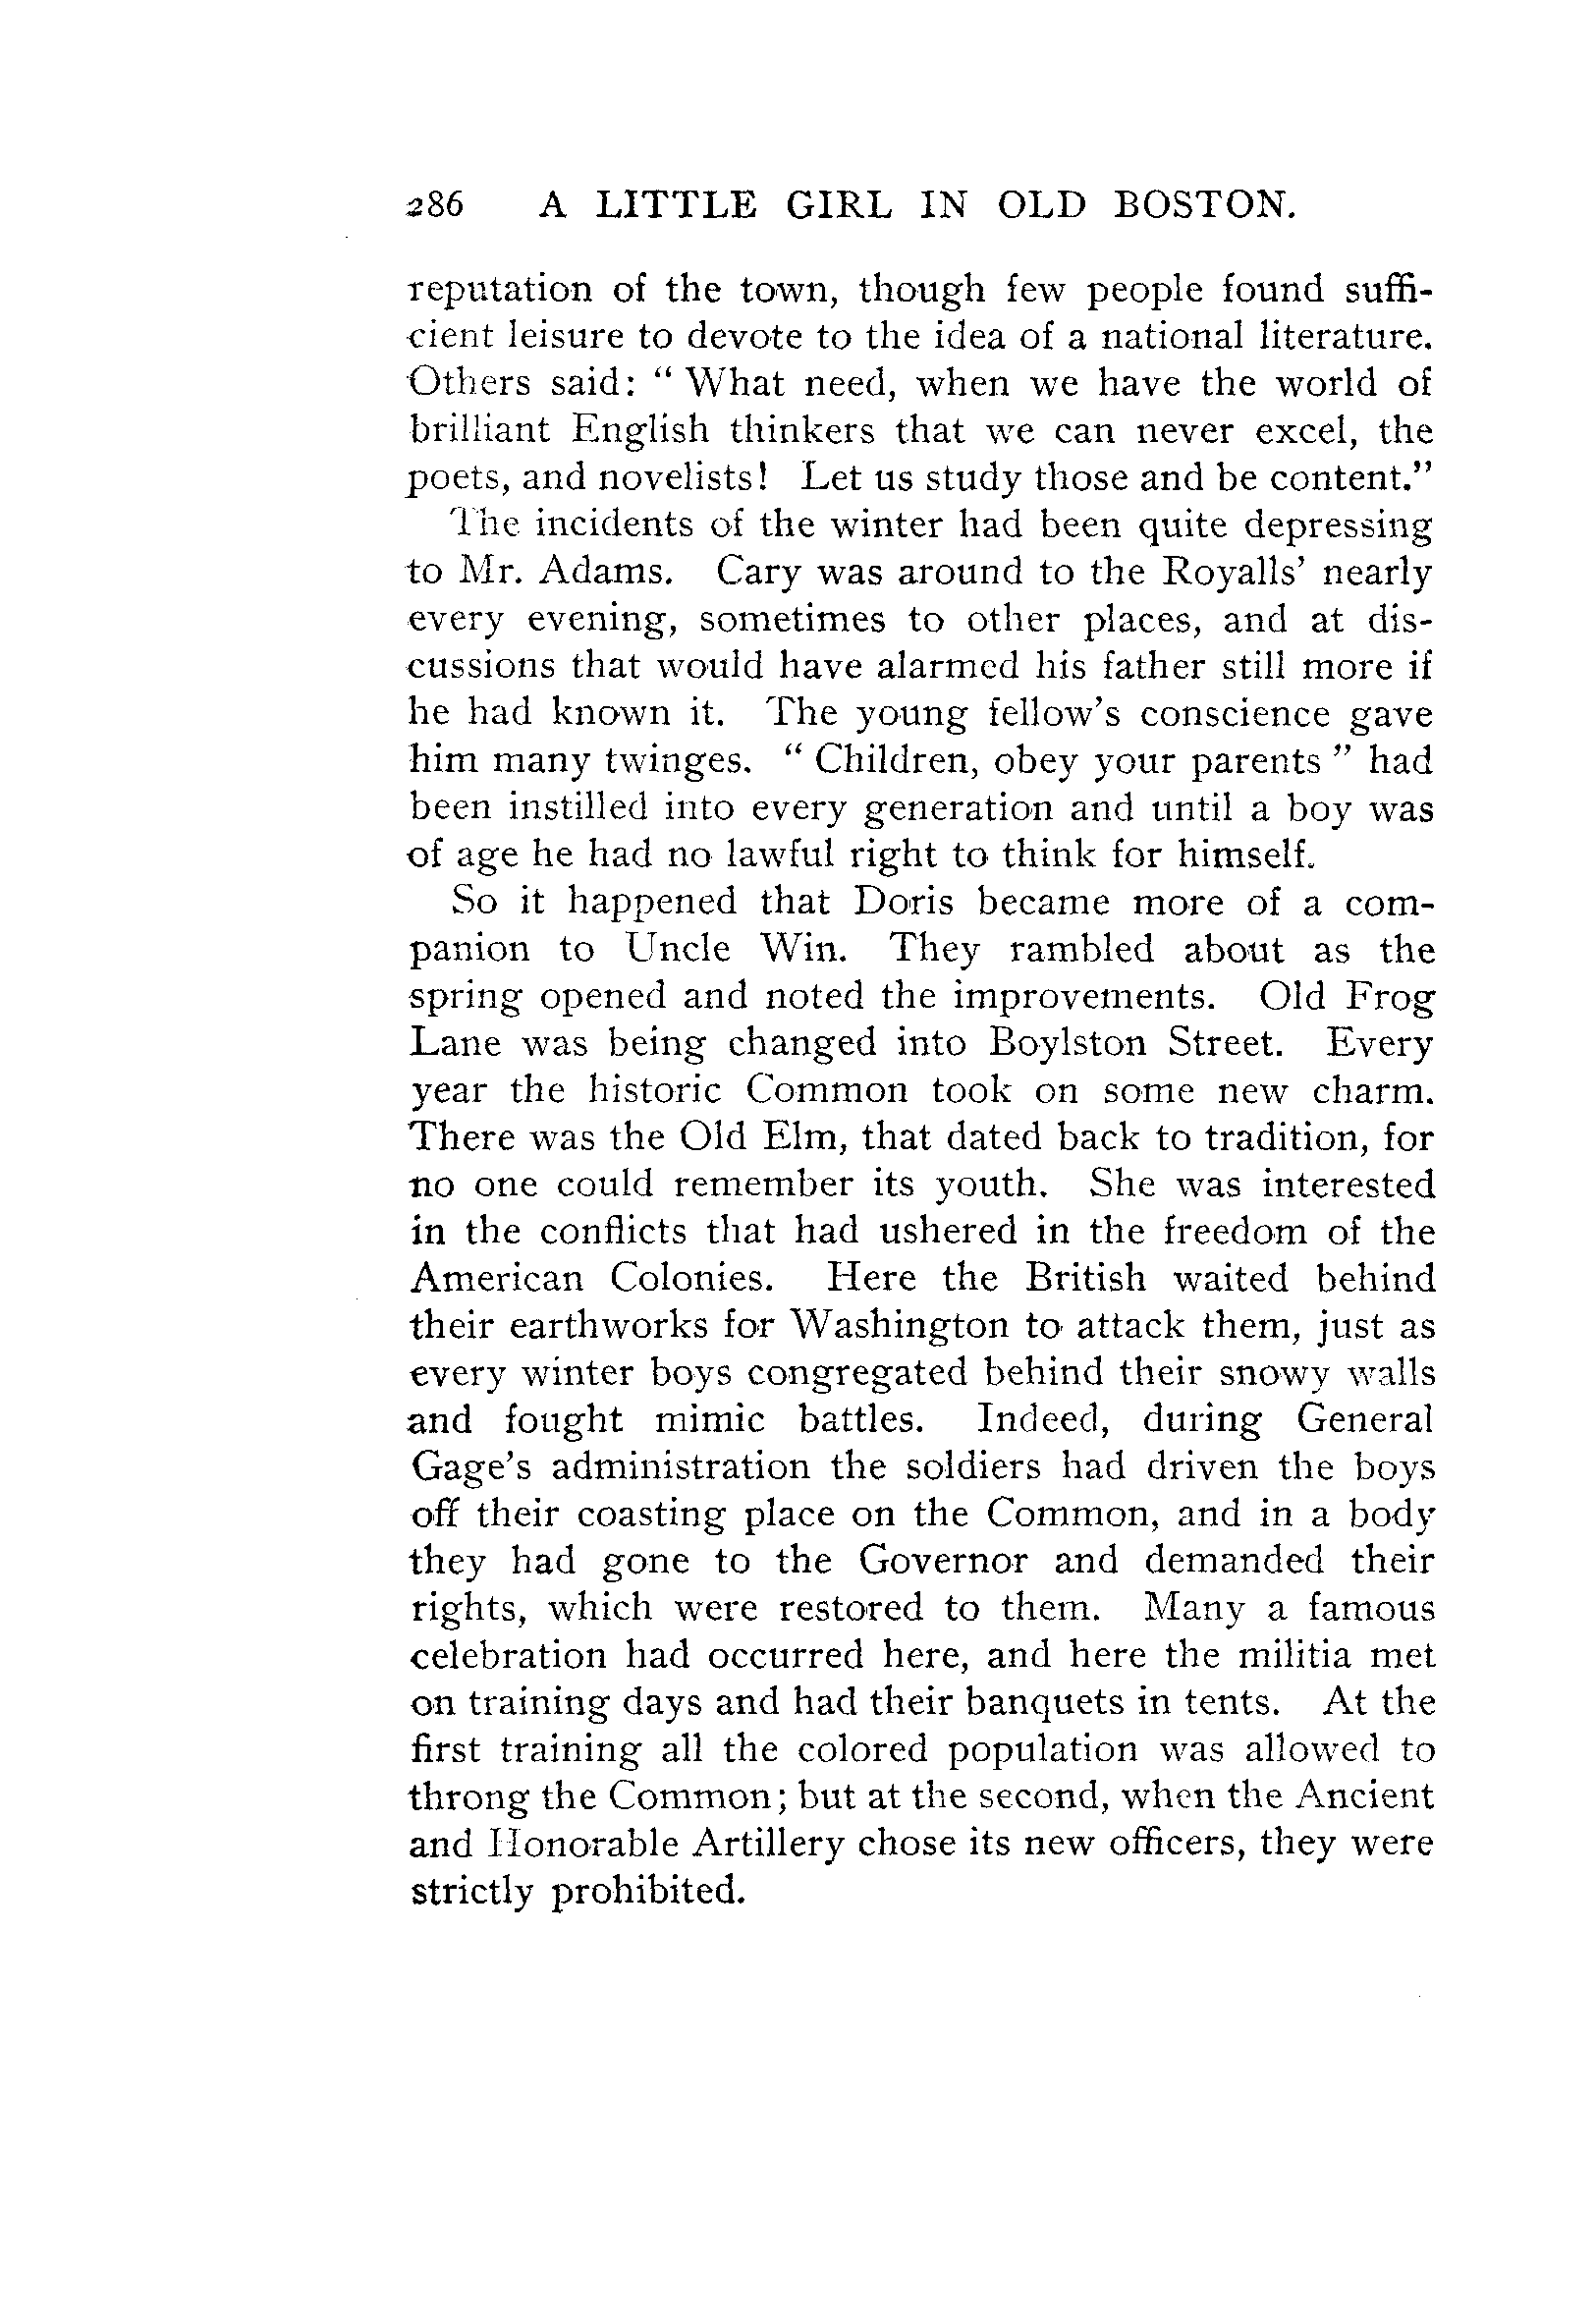 286 A LITTLE GIRL IN OLD BOSTON.
reputation of the town, though few people found suffi-
cient leisure to devote to the idea of a national literature.
Others said: “ What need, when we have the world of
brilliant English thinkers that we can never excel, the
poets, and novelists! Let us study those and be content.”
The incidents of the winter had been quite depressing
to Mr. Adams. Cary was around to the Royalls’ nearly
every evening, sometimes to other places, and at dis-
cussions that would have alarmed his father still more if
he had known it. The young fellow’s conscience gave
him many twinges. “ Children, obey your parents ” had
been instilled into every generation and until a boy was
of age he had no lawful right to think for himself.
So it happened that Doris became more of a com-
panion to Uncle Win. They rambled about as the
spring opened and noted the improvements. Old Frog
Lane was being changed into Boylston Street. Every
year the historic Common took on some new charm.
There was the Old Elm, that dated back to tradition, for
no one could remember its youth. She was interested
in the conflicts that had ushered in the freedom of the
American Colonies. Here the British waited behind
their earthworks for Washington to attack them, just as
every winter boys congregated behind their snowy walls
and fought mimic battles. Indeed, during General
Gage’s administration the soldiers had driven the boys
off their coasting place on the Common, and in a body
they had gone to the Governor and demanded their
rights, which were restored to them. Many a famous
celebration had occurred here, and here the militia met
on training days and had their banquets in tents. At the
first training all the colored population was allowed to
throng the Common; but at the second, when the Ancient
and Honorable Artillery chose its new officers, they were
strictly prohibited.